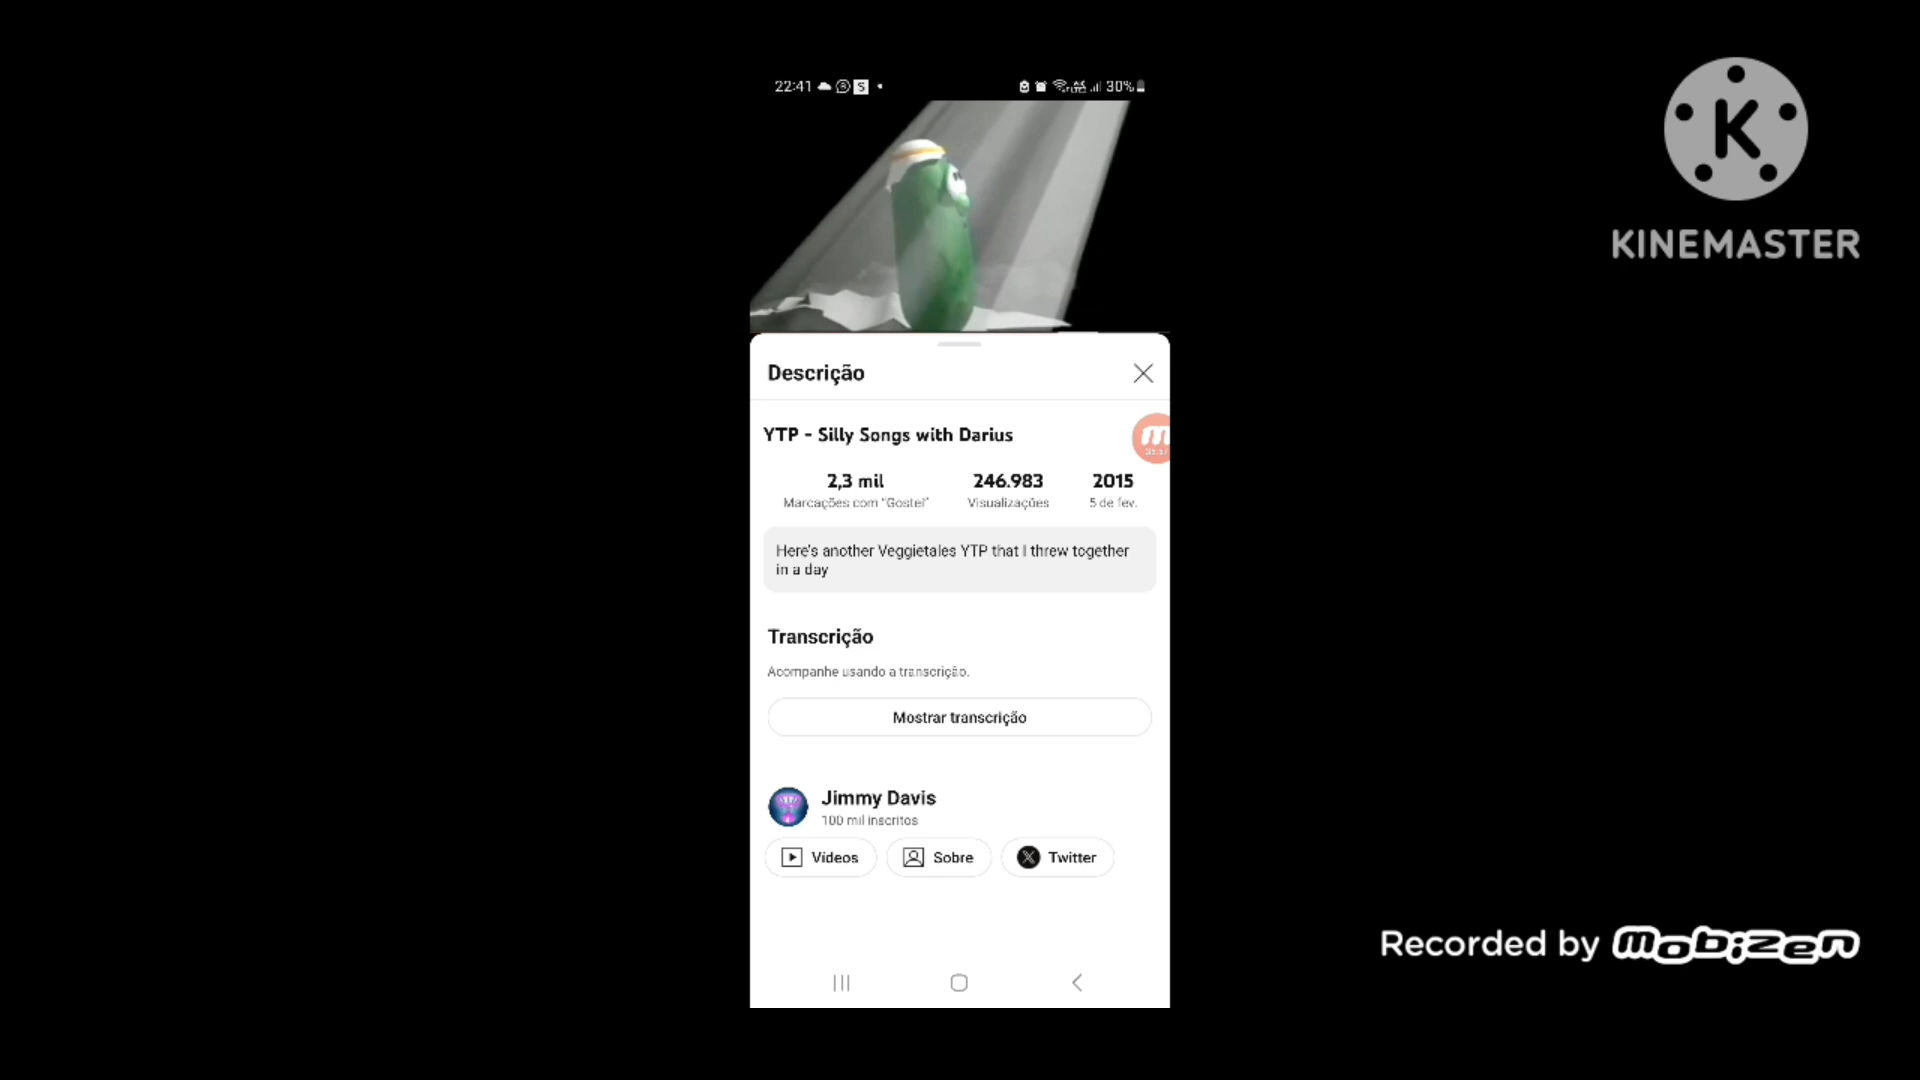 22:41
30%
KINEMASTER
Descrição
YTP - Silly Songs with Darius
2,3 mil
246.983
2015
Marcações com "Gostei"
Visualizações
5 de fev.
Here's another Veggietales YTP that I threw together
in a day
Transcrição
Acompanhe usando a transcrição.
Mostrar transcrição
Jimmy Davis
100 mil inscritos
Vídeos
Sobre
Twitter
Recorded by mobizen